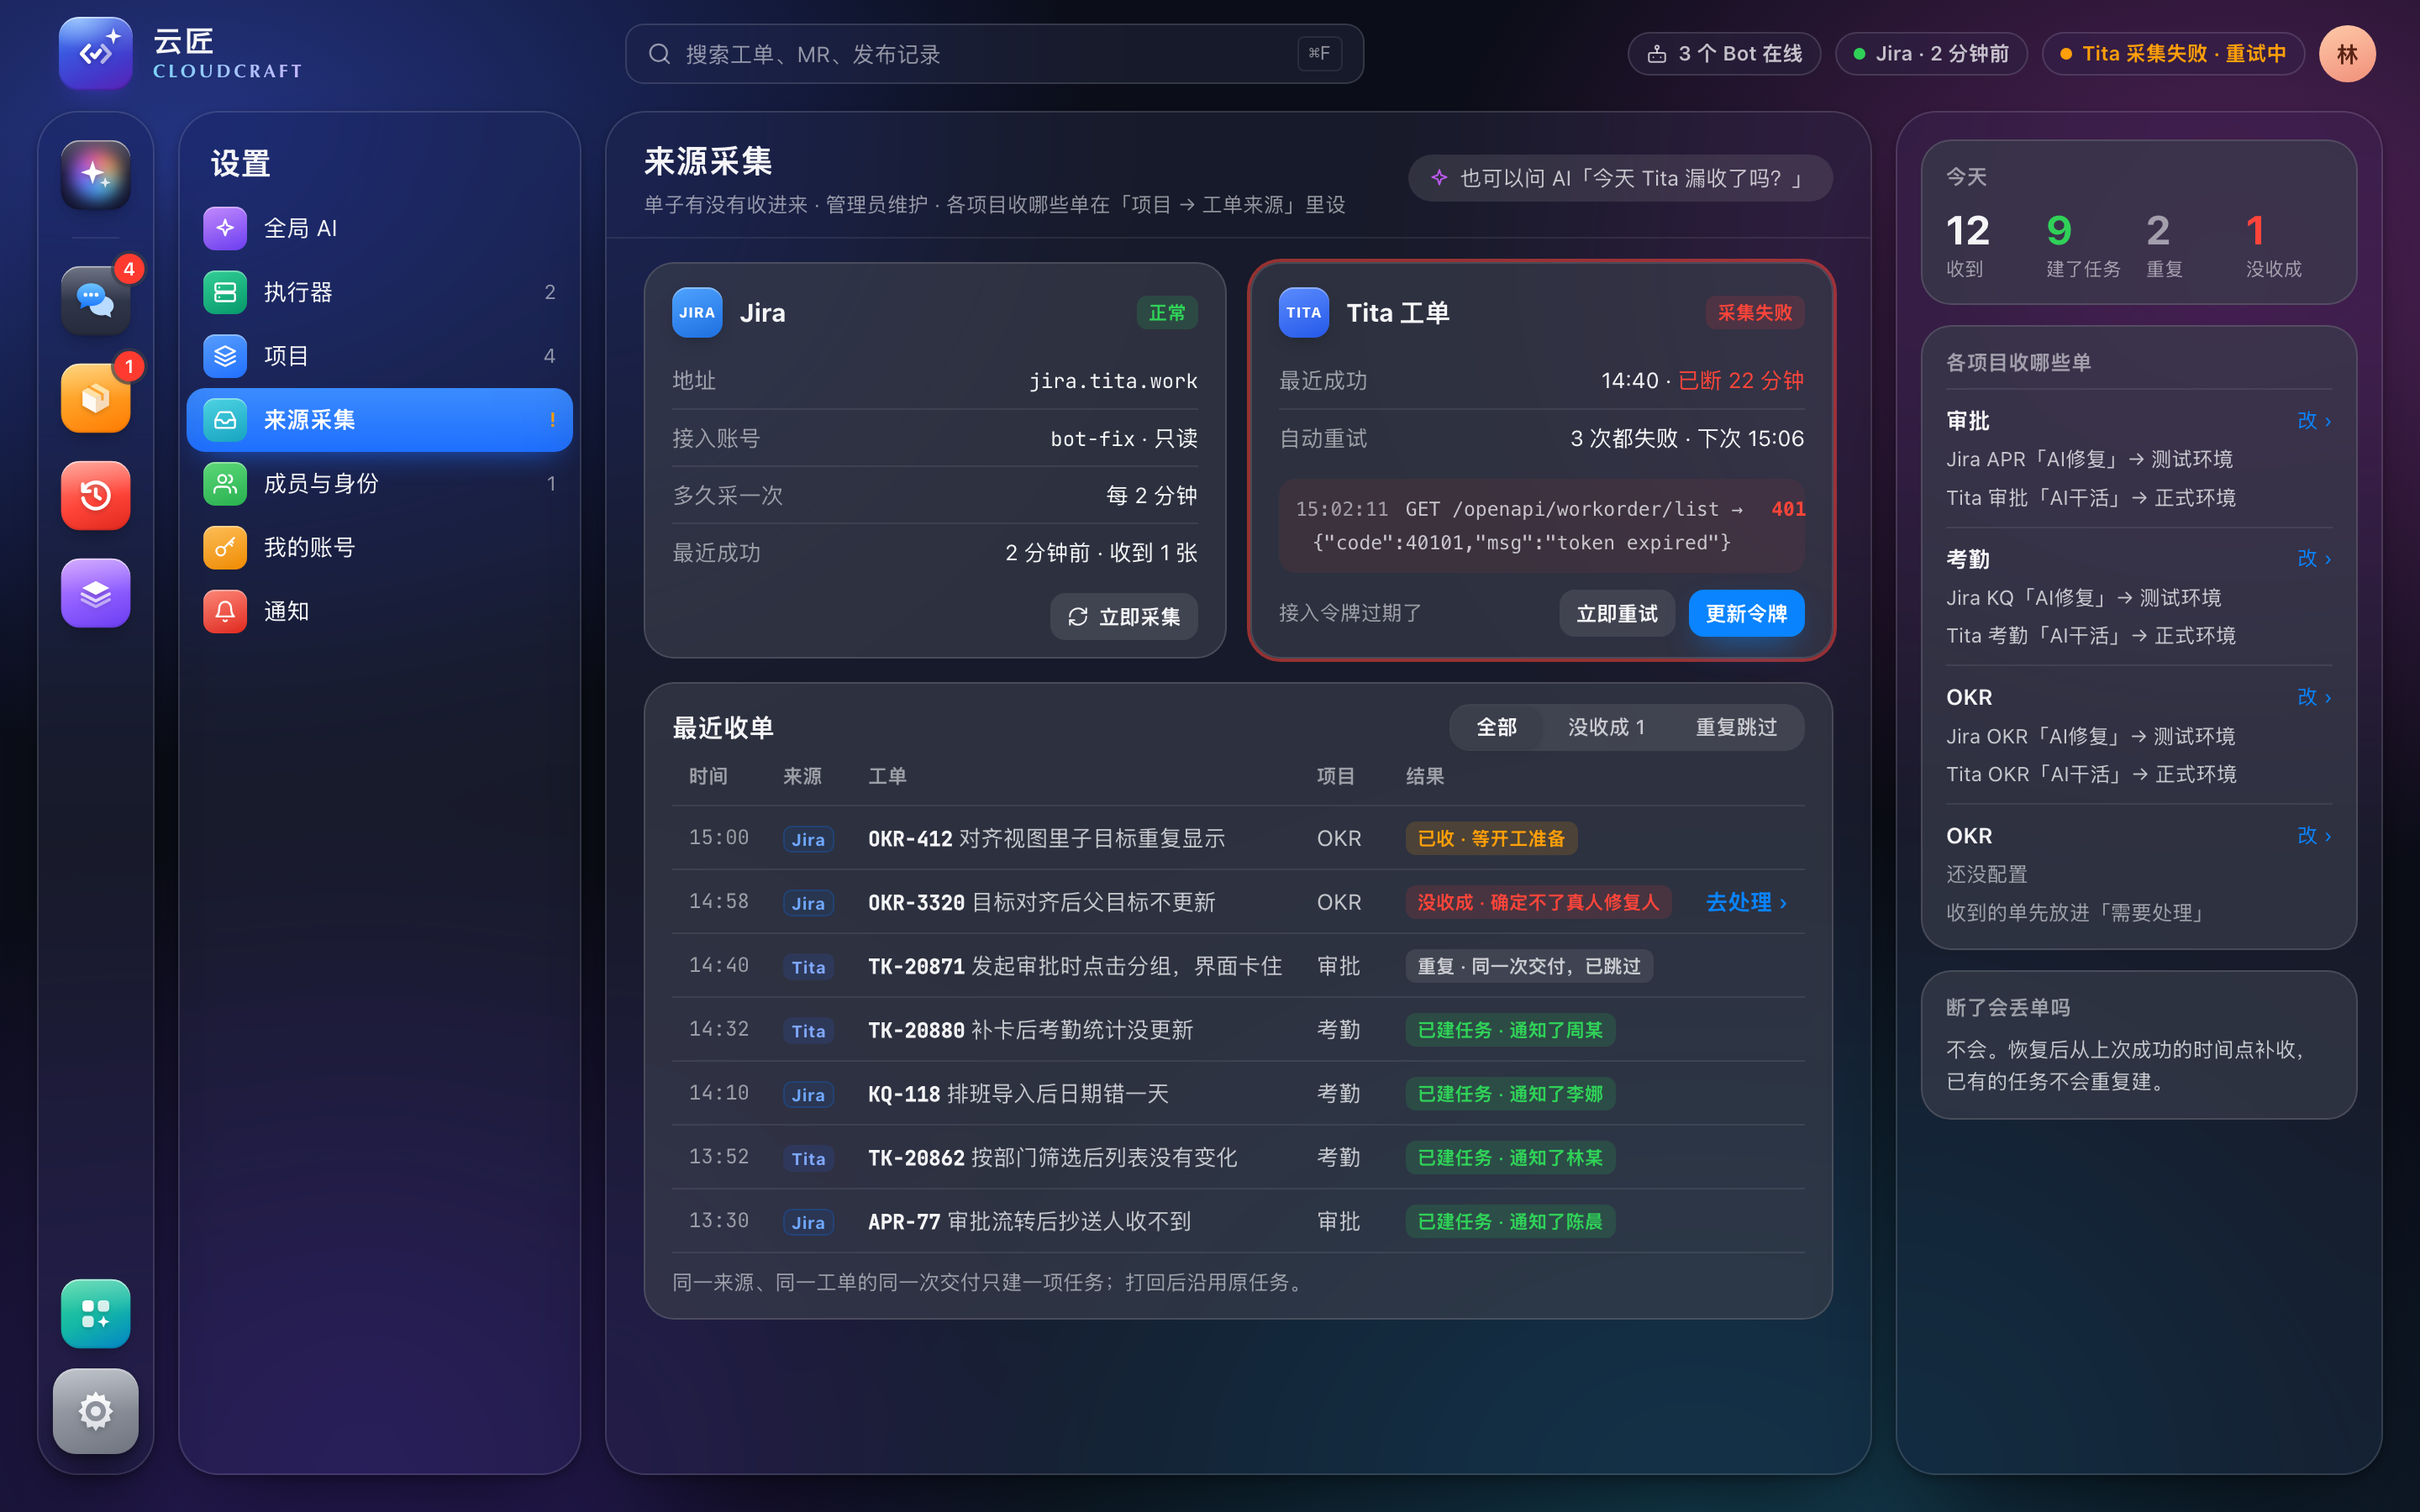 云匠
CLOUDCRAFT
搜索工单、MR、发布记录
⌘F
3 个 Bot 在线
Jira · 2 分钟前
Tita 采集失败 · 重试中
林
4
1
设置
全局 AI
执行器 2
项目 4
来源采集 !
成员与身份 1
我的账号
通知
来源采集
单子有没有收进来 · 管理员维护 · 各项目收哪些单在「项目 → 工单来源」里设
也可以问 AI「今天 Tita 漏收了吗？」
JIRA Jira 正常
地址 jira.tita.work
接入账号 bot-fix · 只读
多久采一次 每 2 分钟
最近成功 2 分钟前 · 收到 1 张
立即采集
TITA Tita 工单 采集失败
最近成功 14:40 · 已断 22 分钟
自动重试 3 次都失败 · 下次 15:06
15:02:11 GET /openapi/workorder/list → 401
{"code":40101,"msg":"token expired"}
接入令牌过期了 立即重试 更新令牌
最近收单 全部 没收成 1 重复跳过
时间 来源 工单 项目 结果
15:00 Jira OKR-412 对齐视图里子目标重复显示 OKR 已收 · 等开工准备
14:58 Jira OKR-3320 目标对齐后父目标不更新 OKR 没收成 · 确定不了真人修复人 去处理 ›
14:40 Tita TK-20871 发起审批时点击分组，界面卡住 审批 重复 · 同一次交付，已跳过
14:32 Tita TK-20880 补卡后考勤统计没更新 考勤 已建任务 · 通知了周某
14:10 Jira KQ-118 排班导入后日期错一天 考勤 已建任务 · 通知了李娜
13:52 Tita TK-20862 按部门筛选后列表没有变化 考勤 已建任务 · 通知了林某
13:30 Jira APR-77 审批流转后抄送人收不到 审批 已建任务 · 通知了陈晨
同一来源、同一工单的同一次交付只建一项任务；打回后沿用原任务。
今天
12 9 2 1
收到 建了任务 重复 没收成
各项目收哪些单
审批 改 ›
Jira APR「AI修复」→ 测试环境
Tita 审批「AI干活」→ 正式环境
考勤 改 ›
Jira KQ「AI修复」→ 测试环境
Tita 考勤「AI干活」→ 正式环境
OKR 改 ›
Jira OKR「AI修复」→ 测试环境
Tita OKR「AI干活」→ 正式环境
OKR 改 ›
还没配置
收到的单先放进「需要处理」
断了会丢单吗
不会。恢复后从上次成功的时间点补收，
已有的任务不会重复建。